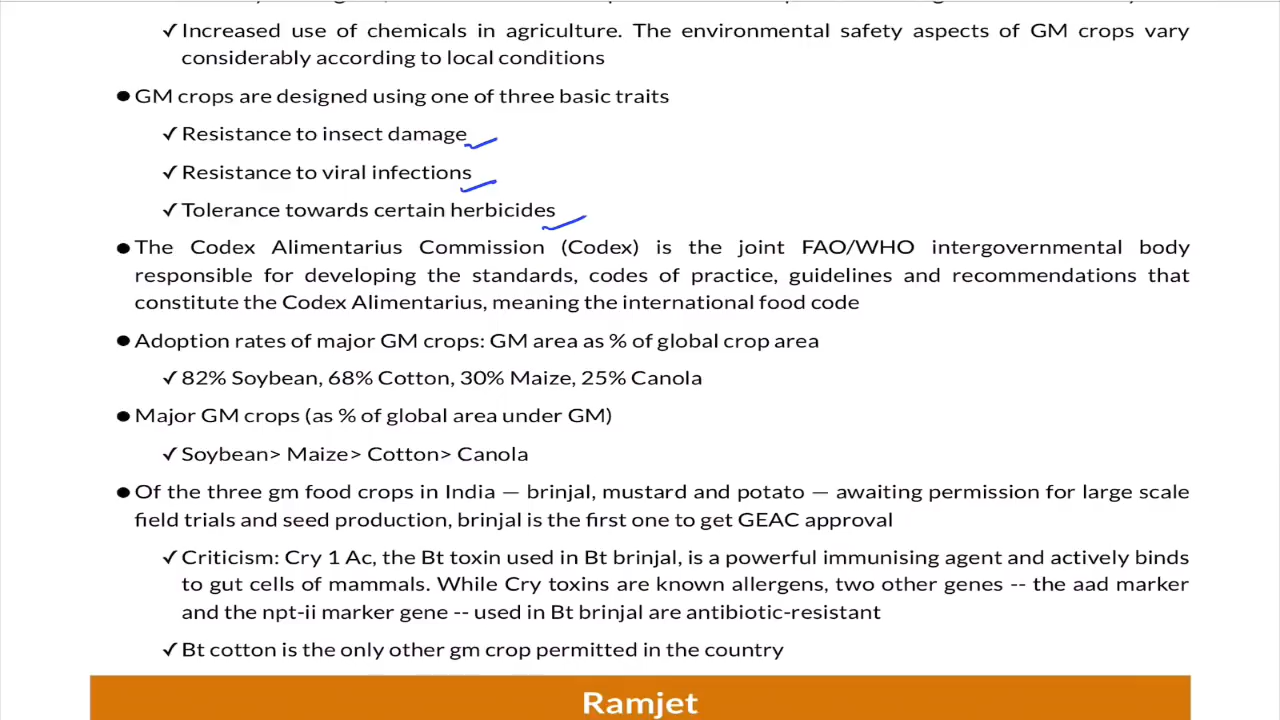 ✓ Increased use of chemicals in agriculture. The environmental safety aspects of GM crops vary
considerably according to local conditions
● GM crops are designed using one of three basic traits
✓ Resistance to insect damage
✓ Resistance to viral infections
✓ Tolerance towards certain herbicides
● The Codex Alimentarius Commission (Codex) is the joint FAO/WHO intergovernmental body
responsible for developing the standards, codes of practice, guidelines and recommendations that
constitute the Codex Alimentarius, meaning the international food code
● Adoption rates of major GM crops: GM area as % of global crop area
✓ 82% Soybean, 68% Cotton, 30% Maize, 25% Canola
● Major GM crops (as % of global area under GM)
✓ Soybean> Maize> Cotton> Canola
● Of the three gm food crops in India — brinjal, mustard and potato — awaiting permission for large scale
field trials and seed production, brinjal is the first one to get GEAC approval
✓ Criticism: Cry 1 Ac, the Bt toxin used in Bt brinjal, is a powerful immunising agent and actively binds
to gut cells of mammals. While Cry toxins are known allergens, two other genes -- the aad marker
and the npt-ii marker gene -- used in Bt brinjal are antibiotic-resistant
✓ Bt cotton is the only other gm crop permitted in the country
Ramjet